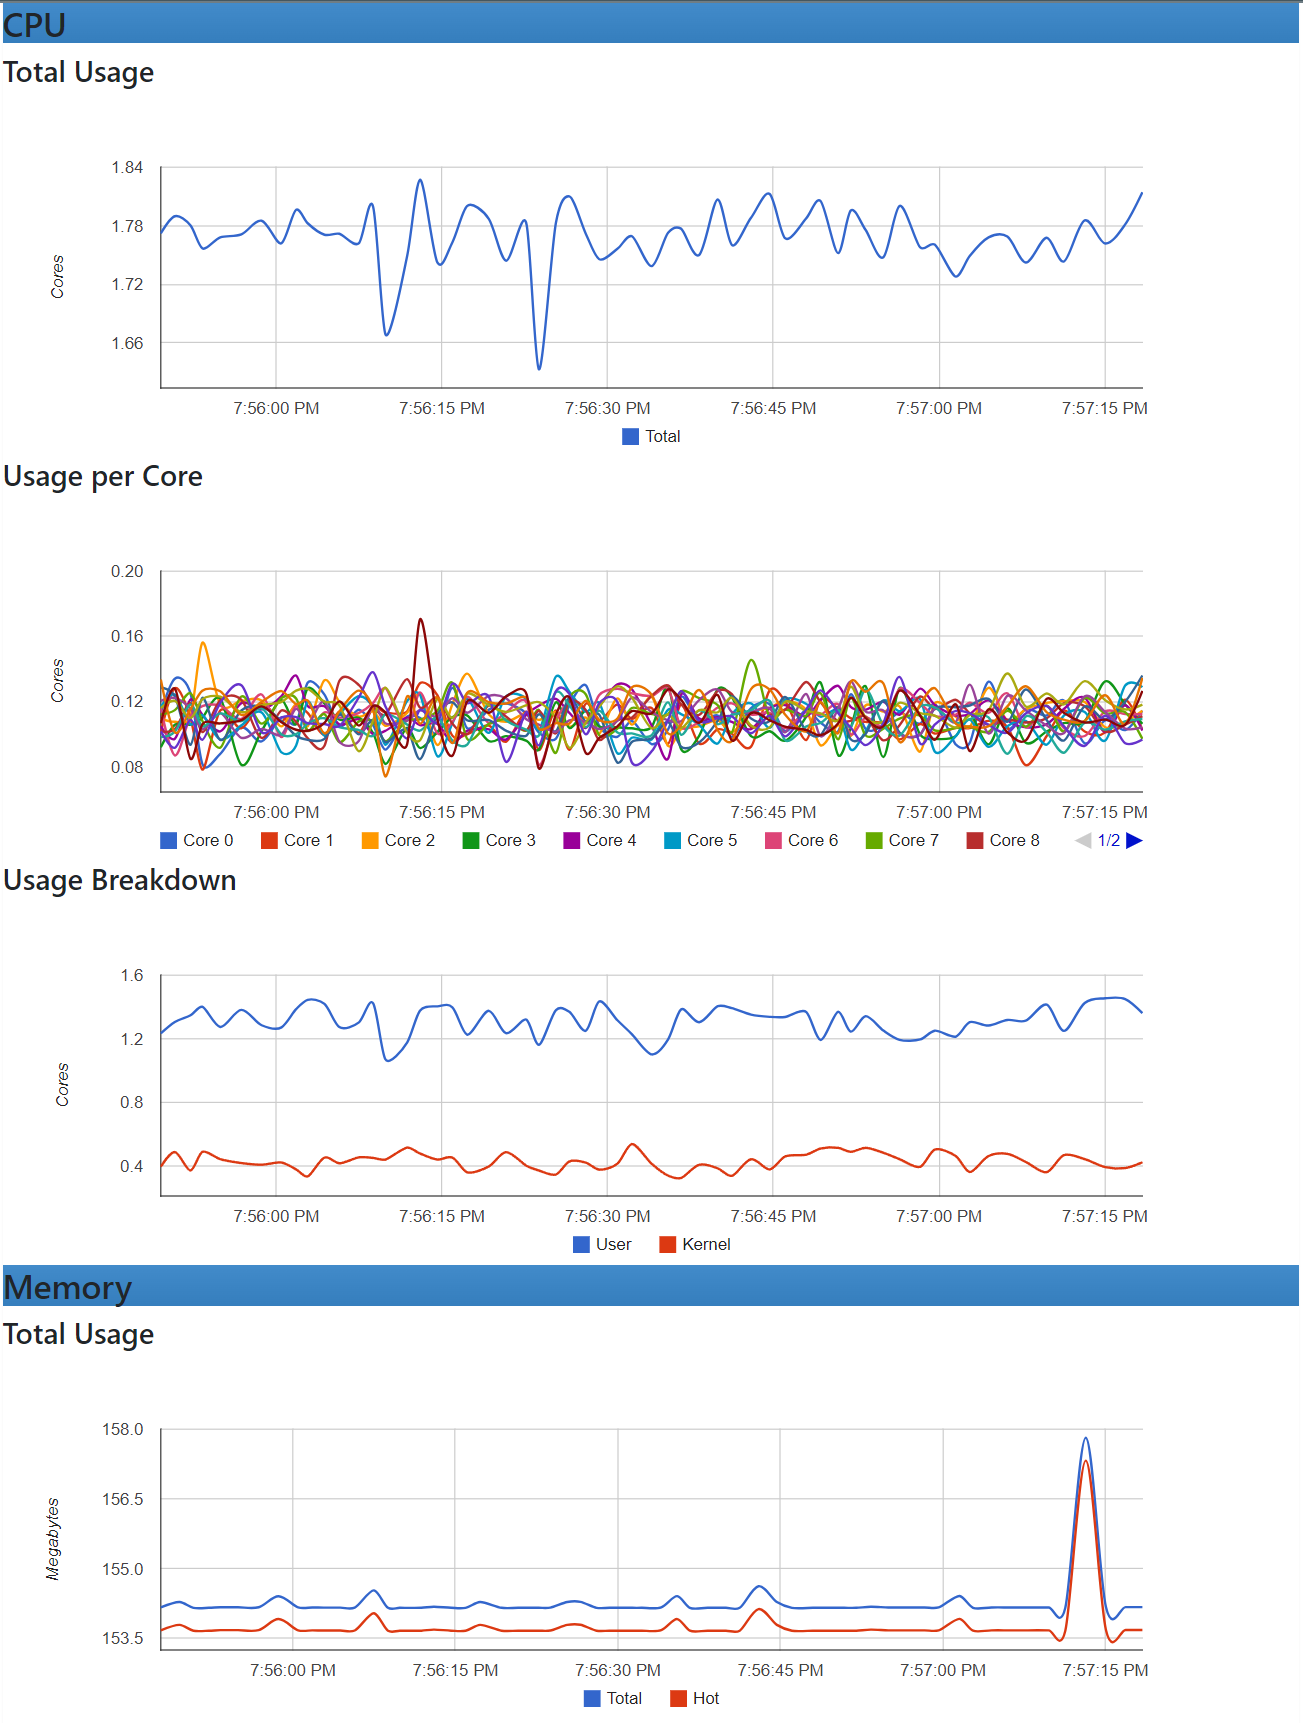 CPU
Total Usage
1.84
1.78
1.72
1.66
Cores
7:56:00 PM 7:56:15 PM 7:56:30 PM 7:56:45 PM 7:57:00 PM 7:57:15 PM
Total
Usage per Core
0.20
0.16
0.12
0.08
Cores
7:56:00 PM 7:56:15 PM 7:56:30 PM 7:56:45 PM 7:57:00 PM 7:57:15 PM
Core 0 Core 1 Core 2 Core 3 Core 4 Core 5 Core 6 Core 7 Core 8 1/2
Usage Breakdown
1.6
1.2
0.8
0.4
Cores
7:56:00 PM 7:56:15 PM 7:56:30 PM 7:56:45 PM 7:57:00 PM 7:57:15 PM
User Kernel
Memory
Total Usage
158.0
156.5
155.0
153.5
Megabytes
7:56:00 PM 7:56:15 PM 7:56:30 PM 7:56:45 PM 7:57:00 PM 7:57:15 PM
Total Hot